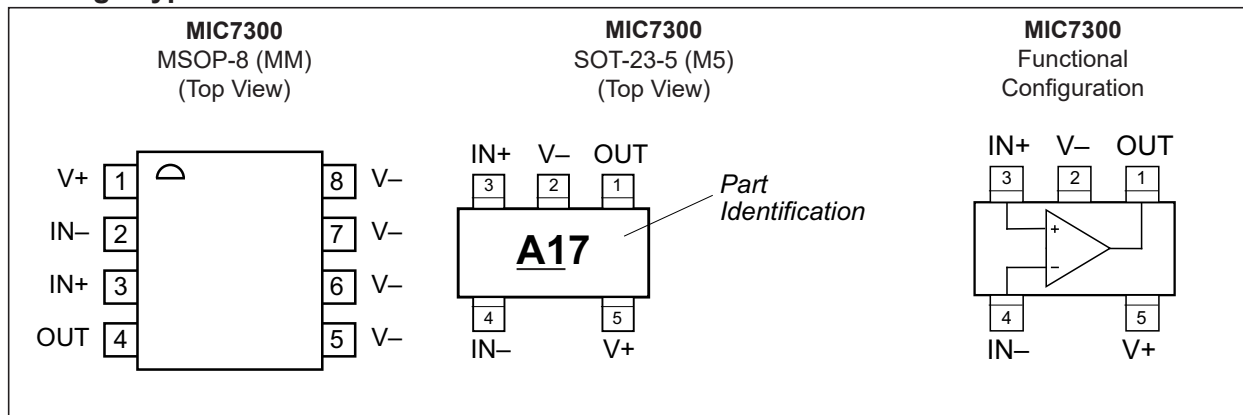 MIC7300
MSOP-8 (MM)
(Top View)
V+ 1
IN– 2
IN+ 3
OUT 4
8 V–
7 V–
6 V–
5 V–
MIC7300
SOT-23-5 (M5)
(Top View)
IN+ V– OUT
3 2 1
Part
Identification
A17
4 5
IN– V+
MIC7300
Functional
Configuration
IN+ V– OUT
3 2 1
+
–
4 5
IN– V+